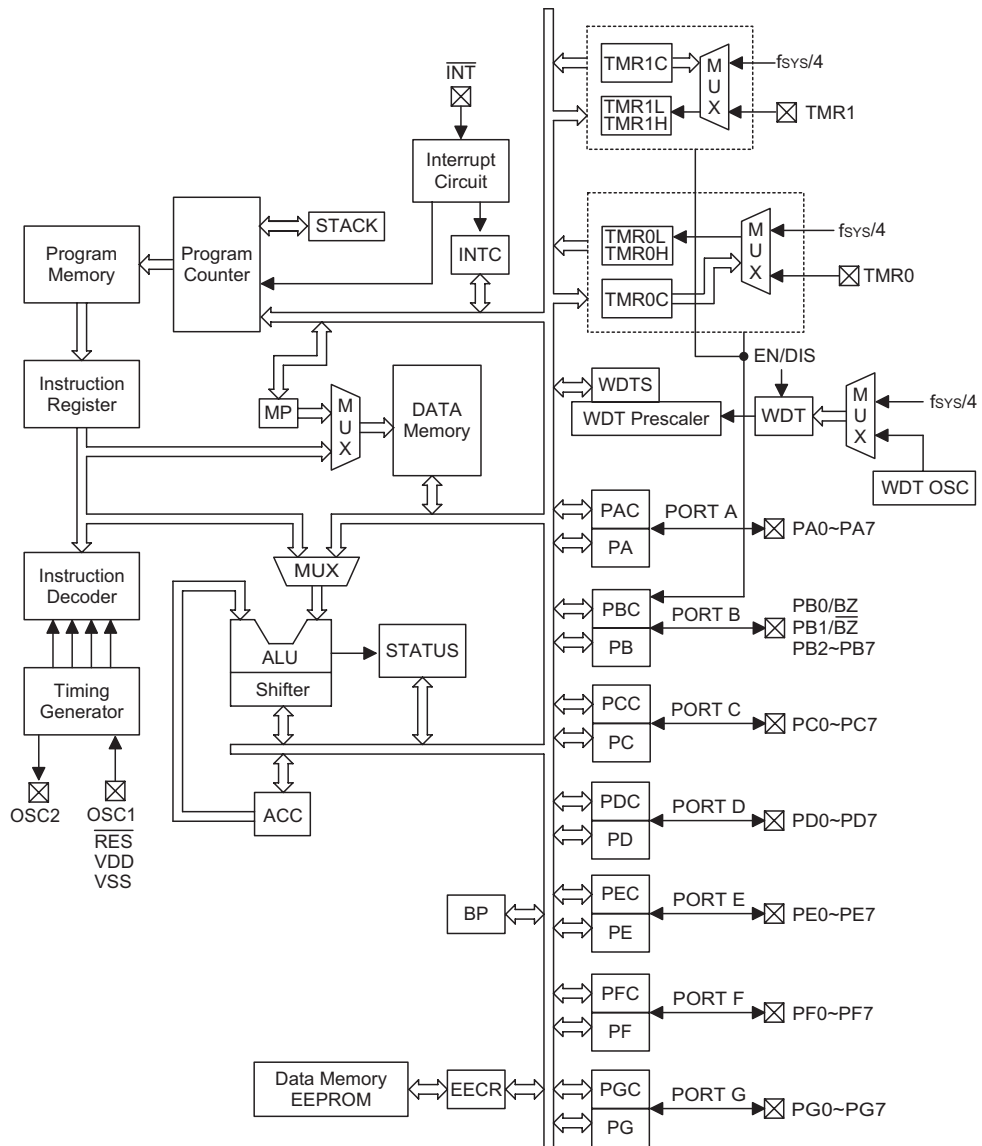 INT
Interrupt
Circuit
STACK
INTC
Program
Memory
Program
Counter
Instruction
Register
MP
M
U
X
DATA
Memory
MUX
Instruction
Decoder
ALU
Shifter
STATUS
Timing
Generator
OSC2
OSC1
RES
VDD
VSS
ACC
BP
Data Memory
EEPROM
EECR
TMR1C
TMR1L
TMR1H
M
U
X
fSYS/4
TMR1
TMR0L
TMR0H
TMR0C
M
U
X
fSYS/4
TMR0
EN/DIS
WDTS
WDT Prescaler
WDT
M
U
X
fSYS/4
WDT OSC
PAC
PA
PORT A
PA0~PA7
PBC
PB
PORT B
PB0/BZ
PB1/B̅Z̅
PB2~PB7
PCC
PC
PORT C
PC0~PC7
PDC
PD
PORT D
PD0~PD7
PEC
PE
PORT E
PE0~PE7
PFC
PF
PORT F
PF0~PF7
PGC
PG
PORT G
PG0~PG7